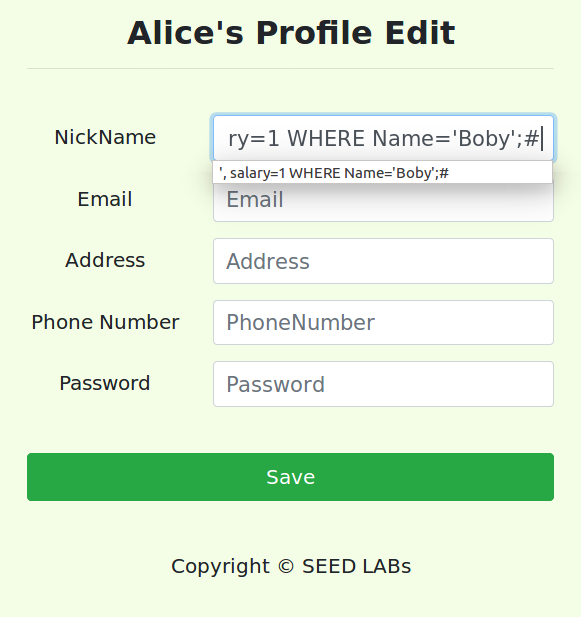 Alice's Profile Edit
NickName
ry=1 WHERE Name='Boby';#
', salary=1 WHERE Name='Boby';#
Email
Email
Address
Address
Phone Number
PhoneNumber
Password
Password
Save
Copyright © SEED LABs